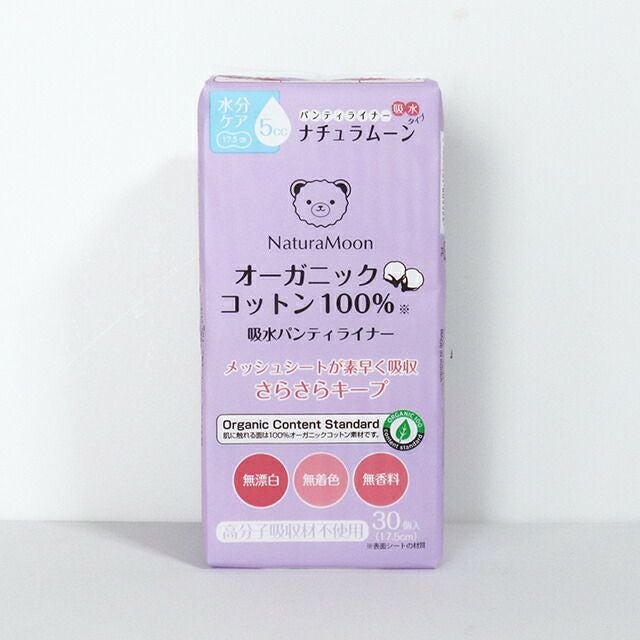 水分
ケア
17.5cm
5cc
パンティライナー 吸水
タイプ
ナチュラムーン
NaturaMoon
オーガニック
コットン100%※
吸水パンティライナー
メッシュシートが素早く吸収
さらさらキープ
Organic Content Standard
肌に触れる面は100%オーガニックコットン素材です。
ORGANIC 100
content standard
無漂白
無着色
無香料
高分子吸収材不使用
30個入
(17.5cm)
※表面シートの材質